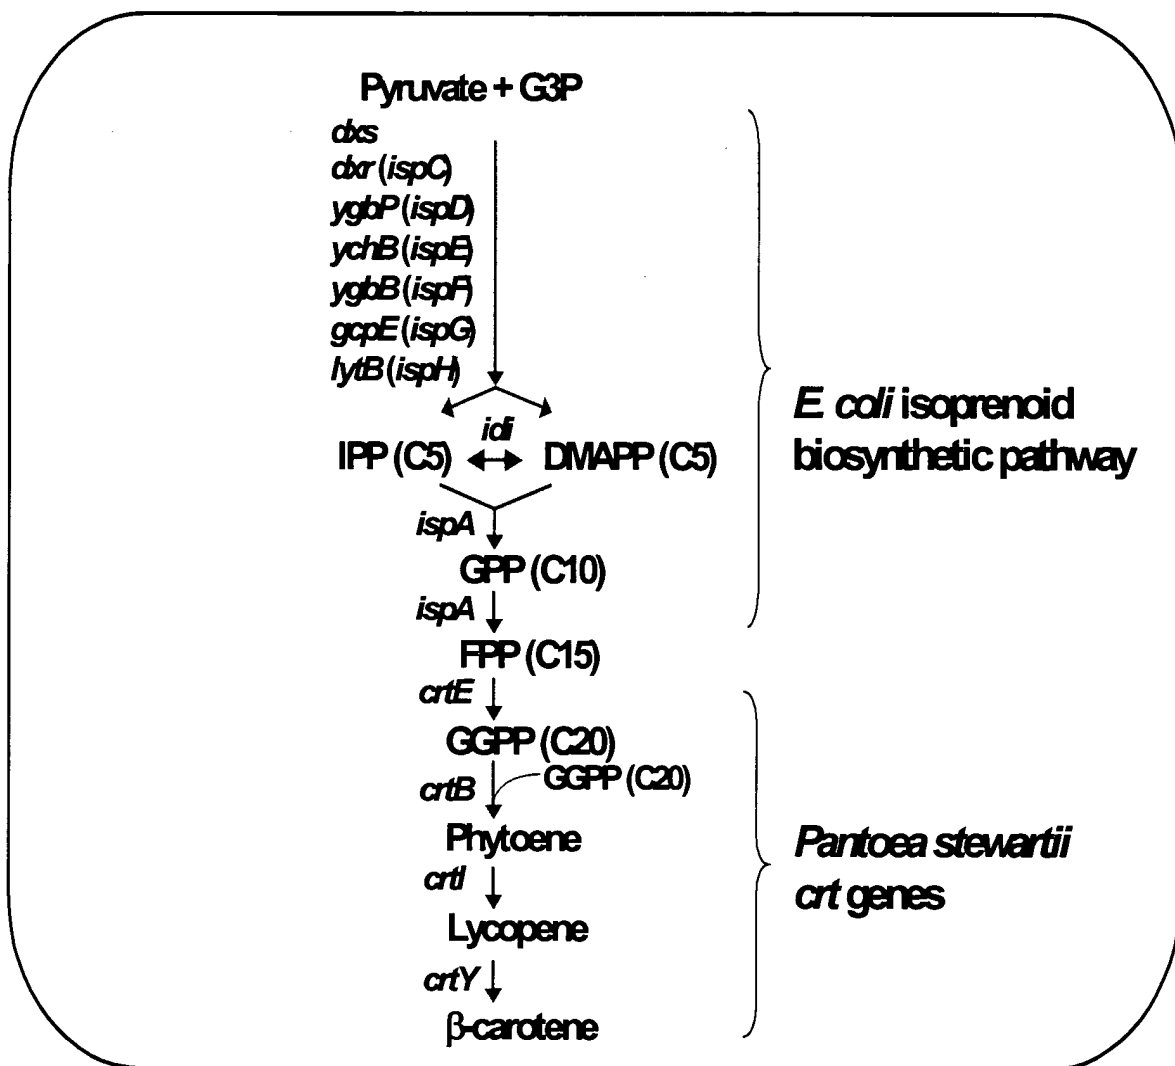 Pyruvate + G3P
dxs
dxr (ispC)
ygbP (ispD)
ychB (ispE)
ygbB (ispF)
gcpE (ispG)
lytB (ispH)
idi
IPP (C5)
DMAPP (C5)
E. coli isoprenoid
biosynthetic pathway
ispA
GPP (C10)
ispA
FPP (C15)
crtE
GGPP (C20)
GGPP (C20)
crtB
Phytoene
Pantoea stewartii
crt genes
crtI
Lycopene
crtY
β-carotene